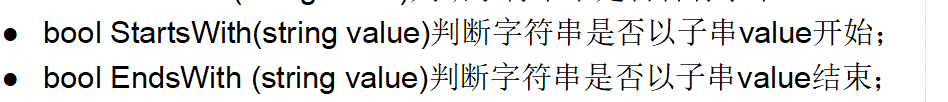 ● bool StartsWith(string value)判断字符串是否以子串value开始；
● bool EndsWith (string value)判断字符串是否以子串value结束；